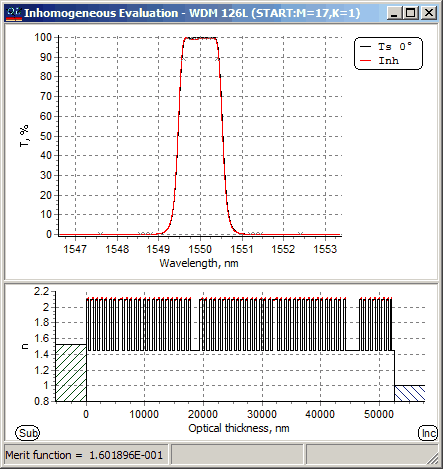 OL Inhomogeneous Evaluation - WDM 126L (START:M=17,K=1)
100
90
80
70
60
50
40
30
20
10
0
T, %
1547 1548 1549 1550 1551 1552 1553
Wavelength, nm
Ts 0°
Inh
2.2
2
1.8
1.6
1.4
1.2
1
0.8
n
0 10000 20000 30000 40000 50000
Optical thickness, nm
Sub
Inc
Merit function = 1.601896E-001